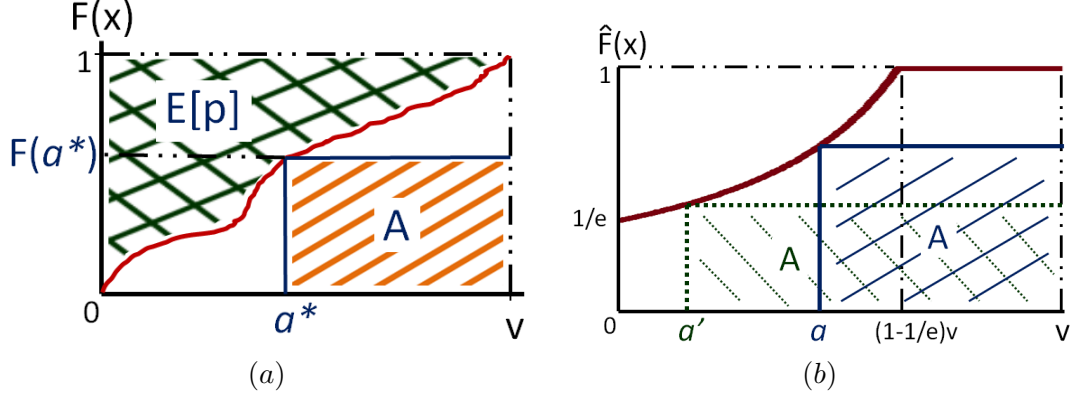 F(x)
1
E[p]
F(a*)
A
0
a*
v
(a)
F̂(x)
1
1/e
A
A
0
a'
a
(1-1/e)v
v
(b)